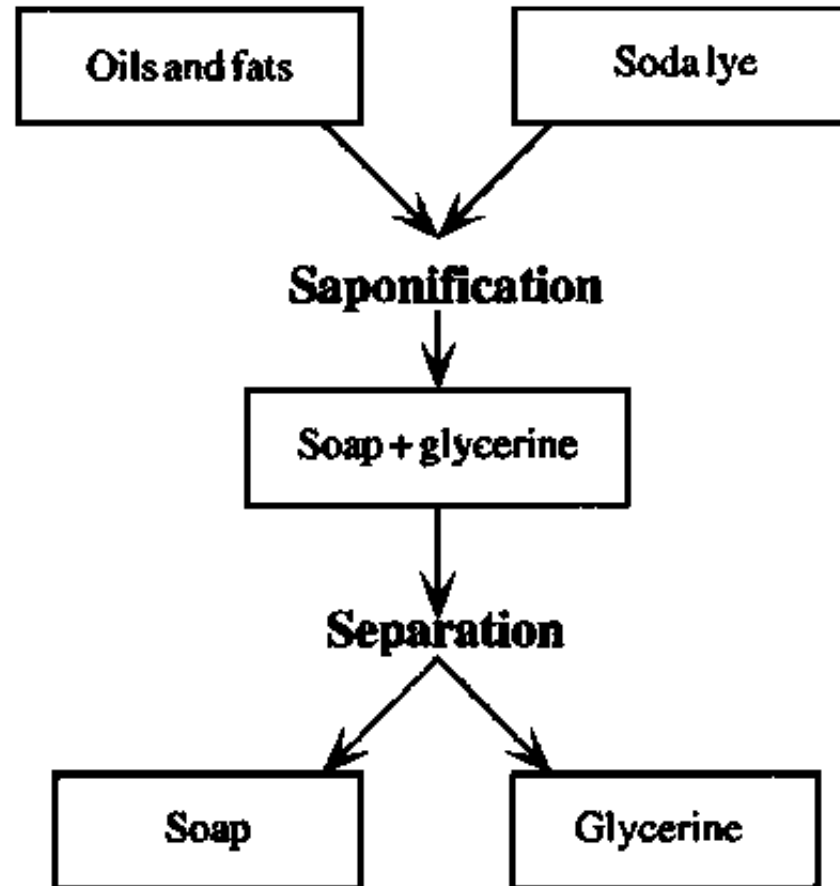 Oils and fats
Soda lye
Saponification
Soap + glycerine
Separation
Soap
Glycerine